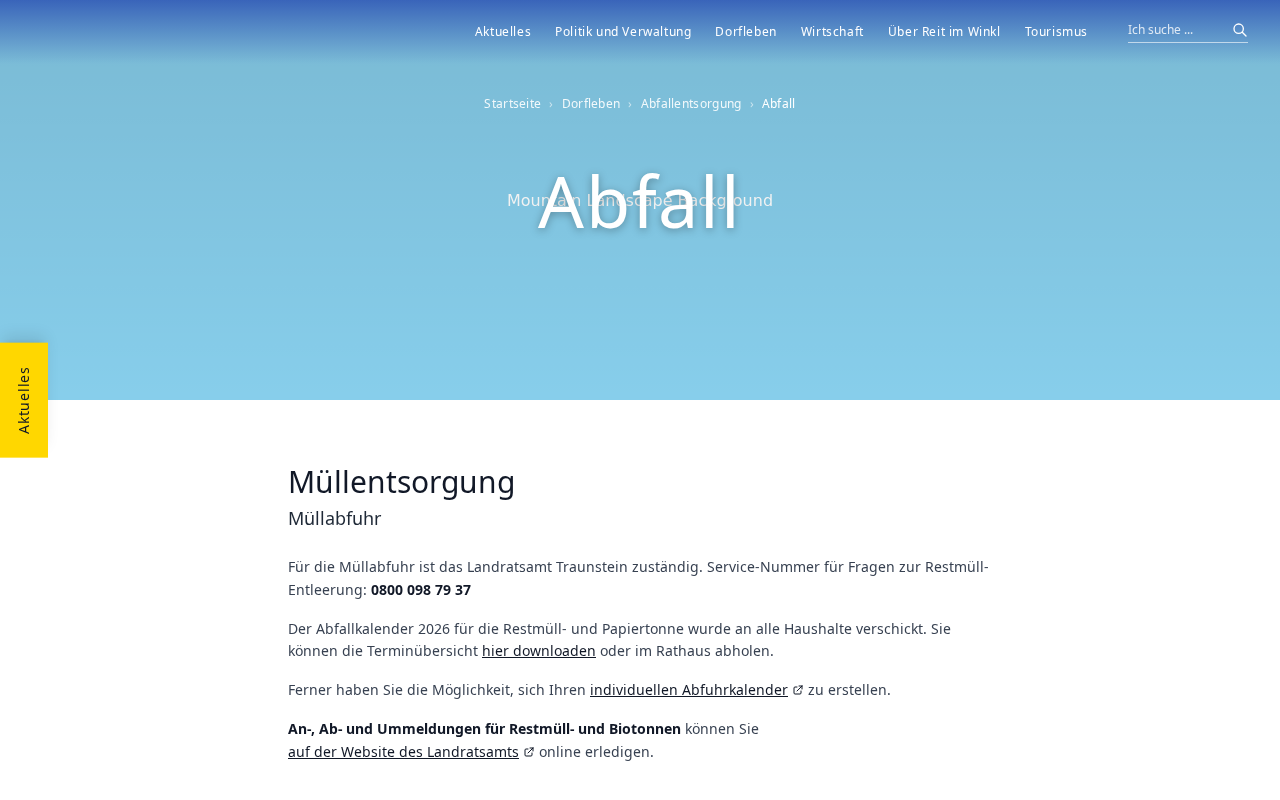 Aktuelles Politik und Verwaltung Dorfleben Wirtschaft Über Reit im Winkl Tourismus Ich suche ...
Startseite › Dorfleben › Abfallentsorgung › Abfall
Abfall
Mountain Landscape Background
Aktuelles
Müllentsorgung
Müllabfuhr
Für die Müllabfuhr ist das Landratsamt Traunstein zuständig. Service-Nummer für Fragen zur Restmüll-
Entleerung: 0800 098 79 37
Der Abfallkalender 2026 für die Restmüll- und Papiertonne wurde an alle Haushalte verschickt. Sie
können die Terminübersicht hier downloaden oder im Rathaus abholen.
Ferner haben Sie die Möglichkeit, sich Ihren individuellen Abfuhrkalender zu erstellen.
An-, Ab- und Ummeldungen für Restmüll- und Biotonnen können Sie
auf der Website des Landratsamts online erledigen.